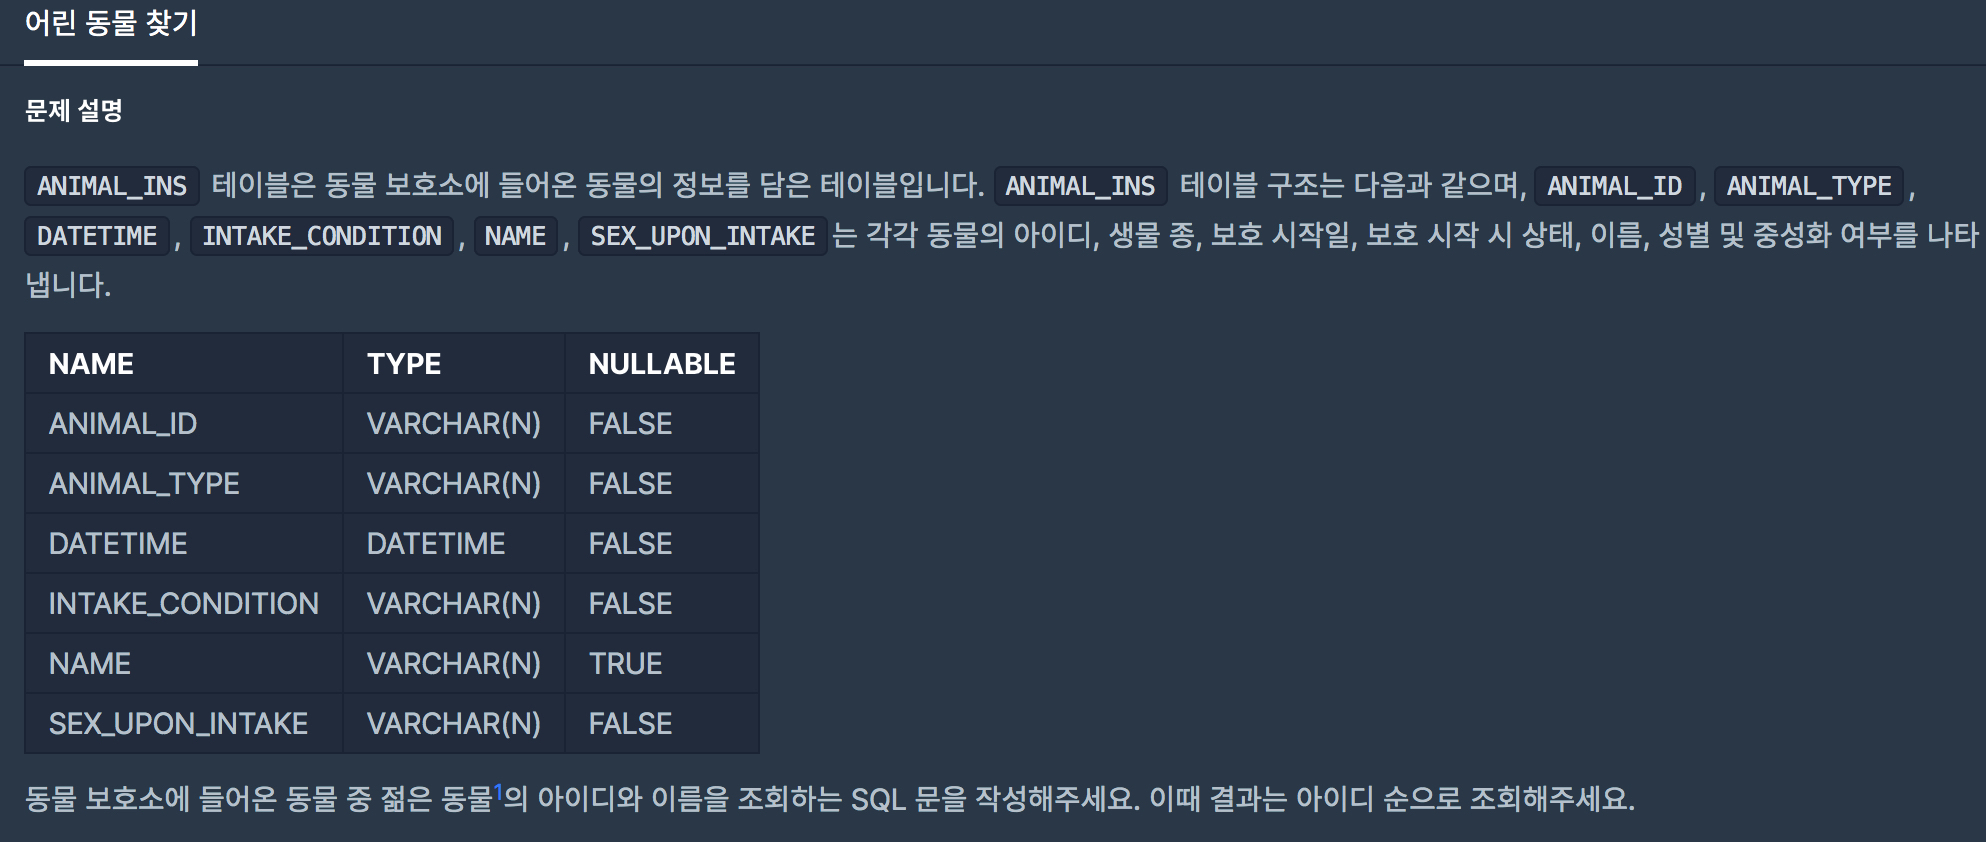 어린 동물 찾기
문제 설명
ANIMAL_INS 테이블은 동물 보호소에 들어온 동물의 정보를 담은 테이블입니다. ANIMAL_INS 테이블 구조는 다음과 같으며, ANIMAL_ID , ANIMAL_TYPE ,
DATETIME , INTAKE_CONDITION , NAME , SEX_UPON_INTAKE 는 각각 동물의 아이디, 생물 종, 보호 시작일, 보호 시작 시 상태, 이름, 성별 및 중성화 여부를 나타
냅니다.
NAME TYPE NULLABLE
ANIMAL_ID VARCHAR(N) FALSE
ANIMAL_TYPE VARCHAR(N) FALSE
DATETIME DATETIME FALSE
INTAKE_CONDITION VARCHAR(N) FALSE
NAME VARCHAR(N) TRUE
SEX_UPON_INTAKE VARCHAR(N) FALSE
동물 보호소에 들어온 동물 중 젊은 동물1의 아이디와 이름을 조회하는 SQL 문을 작성해주세요. 이때 결과는 아이디 순으로 조회해주세요.